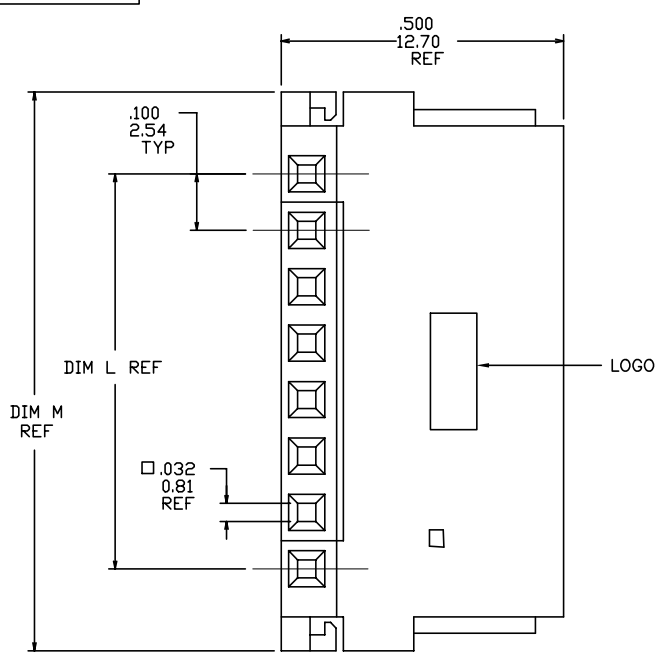 .500
12.70
REF
.100
2.54
TYP
DIM L REF
LOGO
DIM M
REF
□ .032
0.81
REF